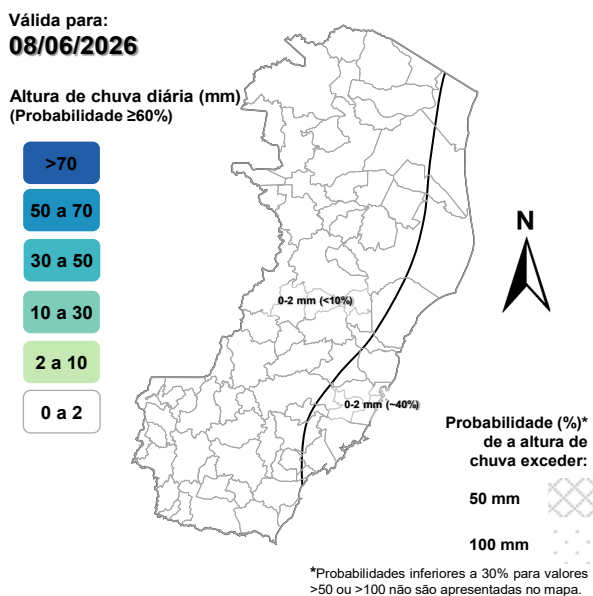 Válida para:
08/06/2026
Altura de chuva diária (mm)
(Probabilidade ≥60%)
>70
50 a 70
30 a 50
10 a 30
2 a 10
0 a 2
N
0-2 mm (<10%)
0-2 mm (~40%)
Probabilidade (%)*
de a altura de
chuva exceder:
50 mm
100 mm
*Probabilidades inferiores a 30% para valores
>50 ou >100 não são apresentadas no mapa.